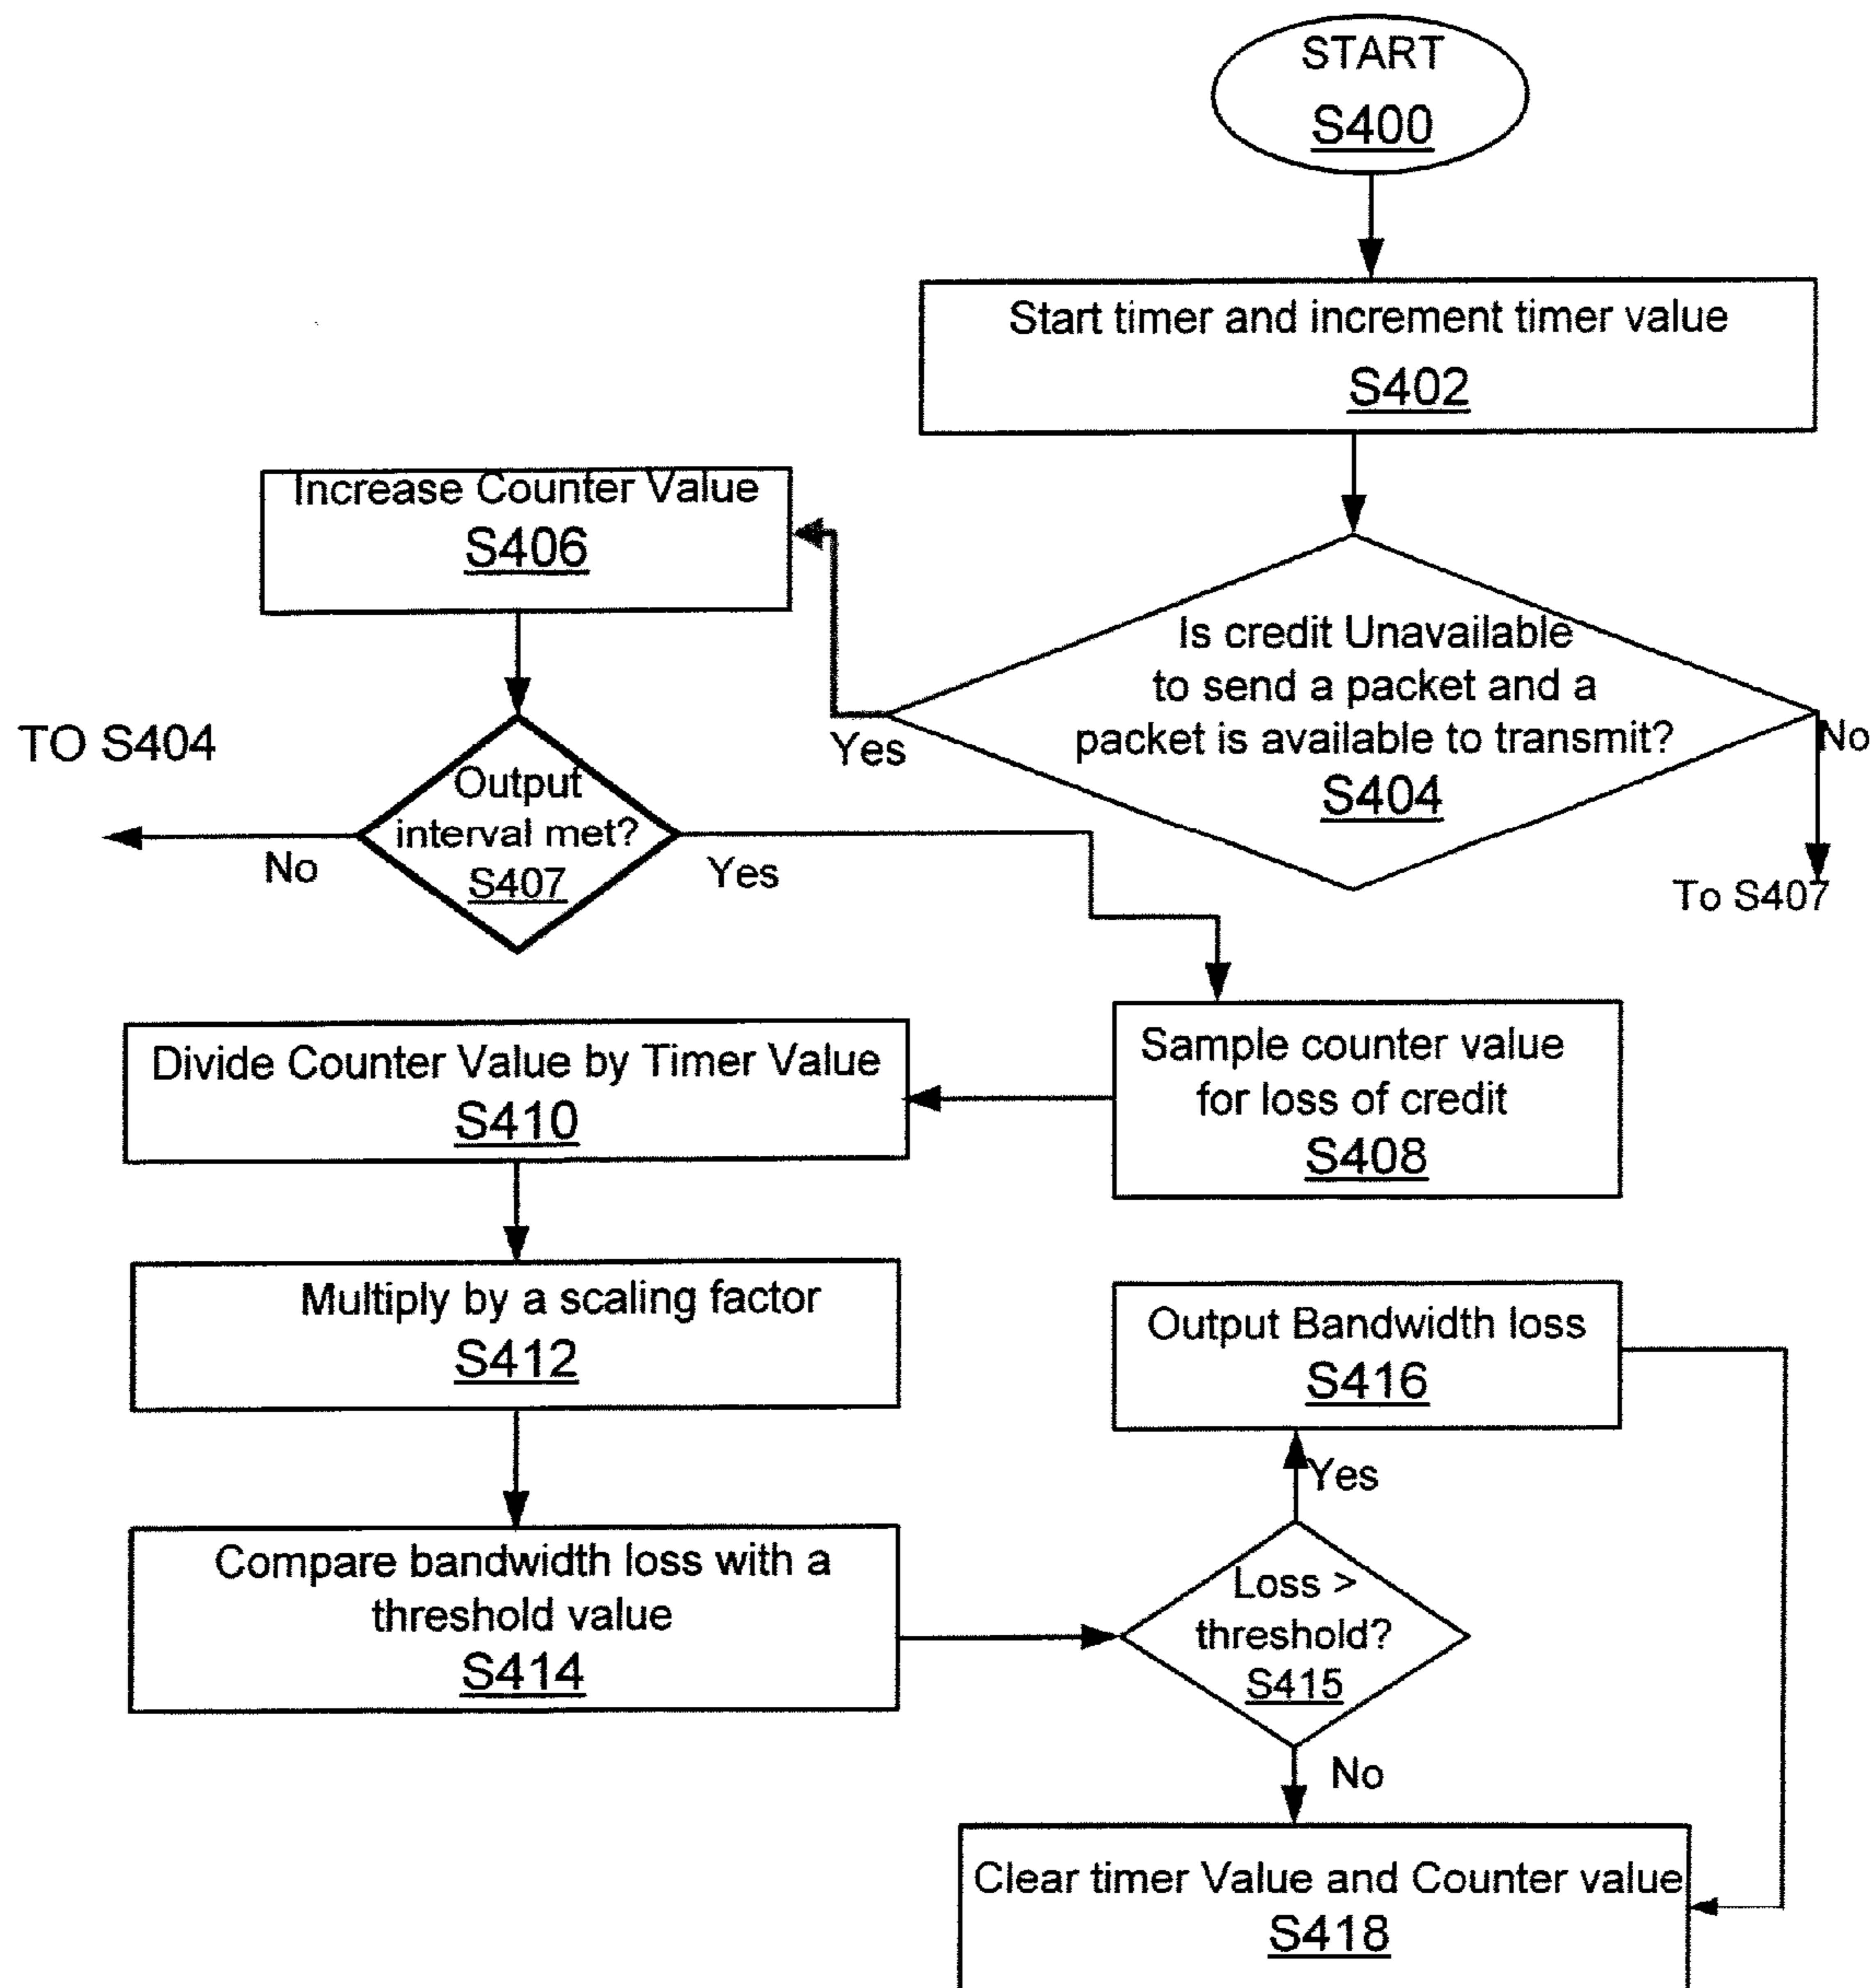 START
S400
Start timer and increment timer value
S402
Increase Counter Value
S406
Is credit Unavailable
to send a packet and a
packet is available to transmit?
S404
Yes
No
To S407
TO S404
Output
interval met?
S407
No
Yes
Sample counter value
for loss of credit
S408
Divide Counter Value by Timer Value
S410
Multiply by a scaling factor
S412
Compare bandwidth loss with a
threshold value
S414
Loss >
threshold?
S415
Yes
Output Bandwidth loss
S416
No
Clear timer Value and Counter value
S418